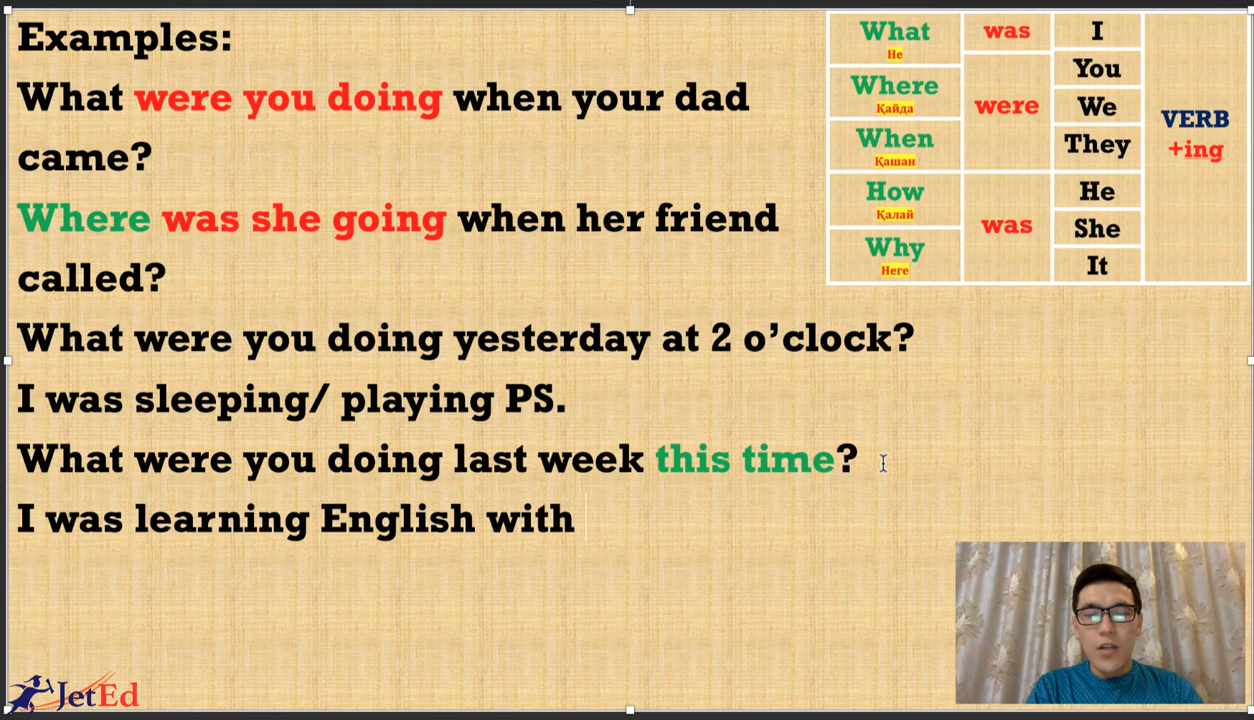 Examples:
What were you doing when your dad
came?
Where was she going when her friend
called?
What were you doing yesterday at 2 o’clock?
I was sleeping/ playing PS.
What were you doing last week this time?
I was learning English with
What
Не
Where
Қайда
When
Қашан
How
Қалай
Why
Неге
was
were
was
I
You
We
They
He
She
It
VERB
+ing
JetEd